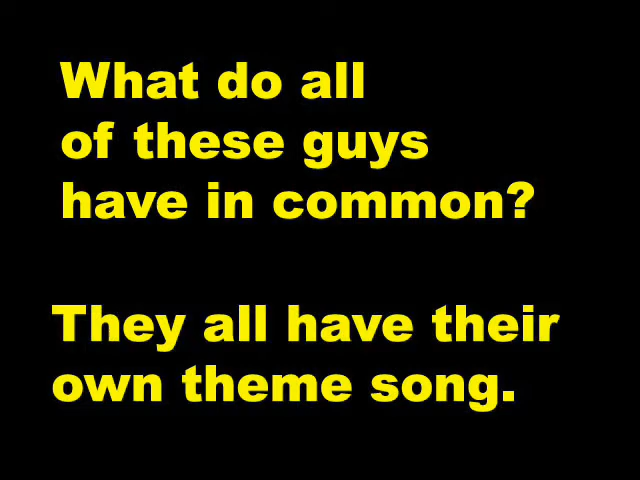 What do all
of these guys
have in common?
They all have their
own theme song.